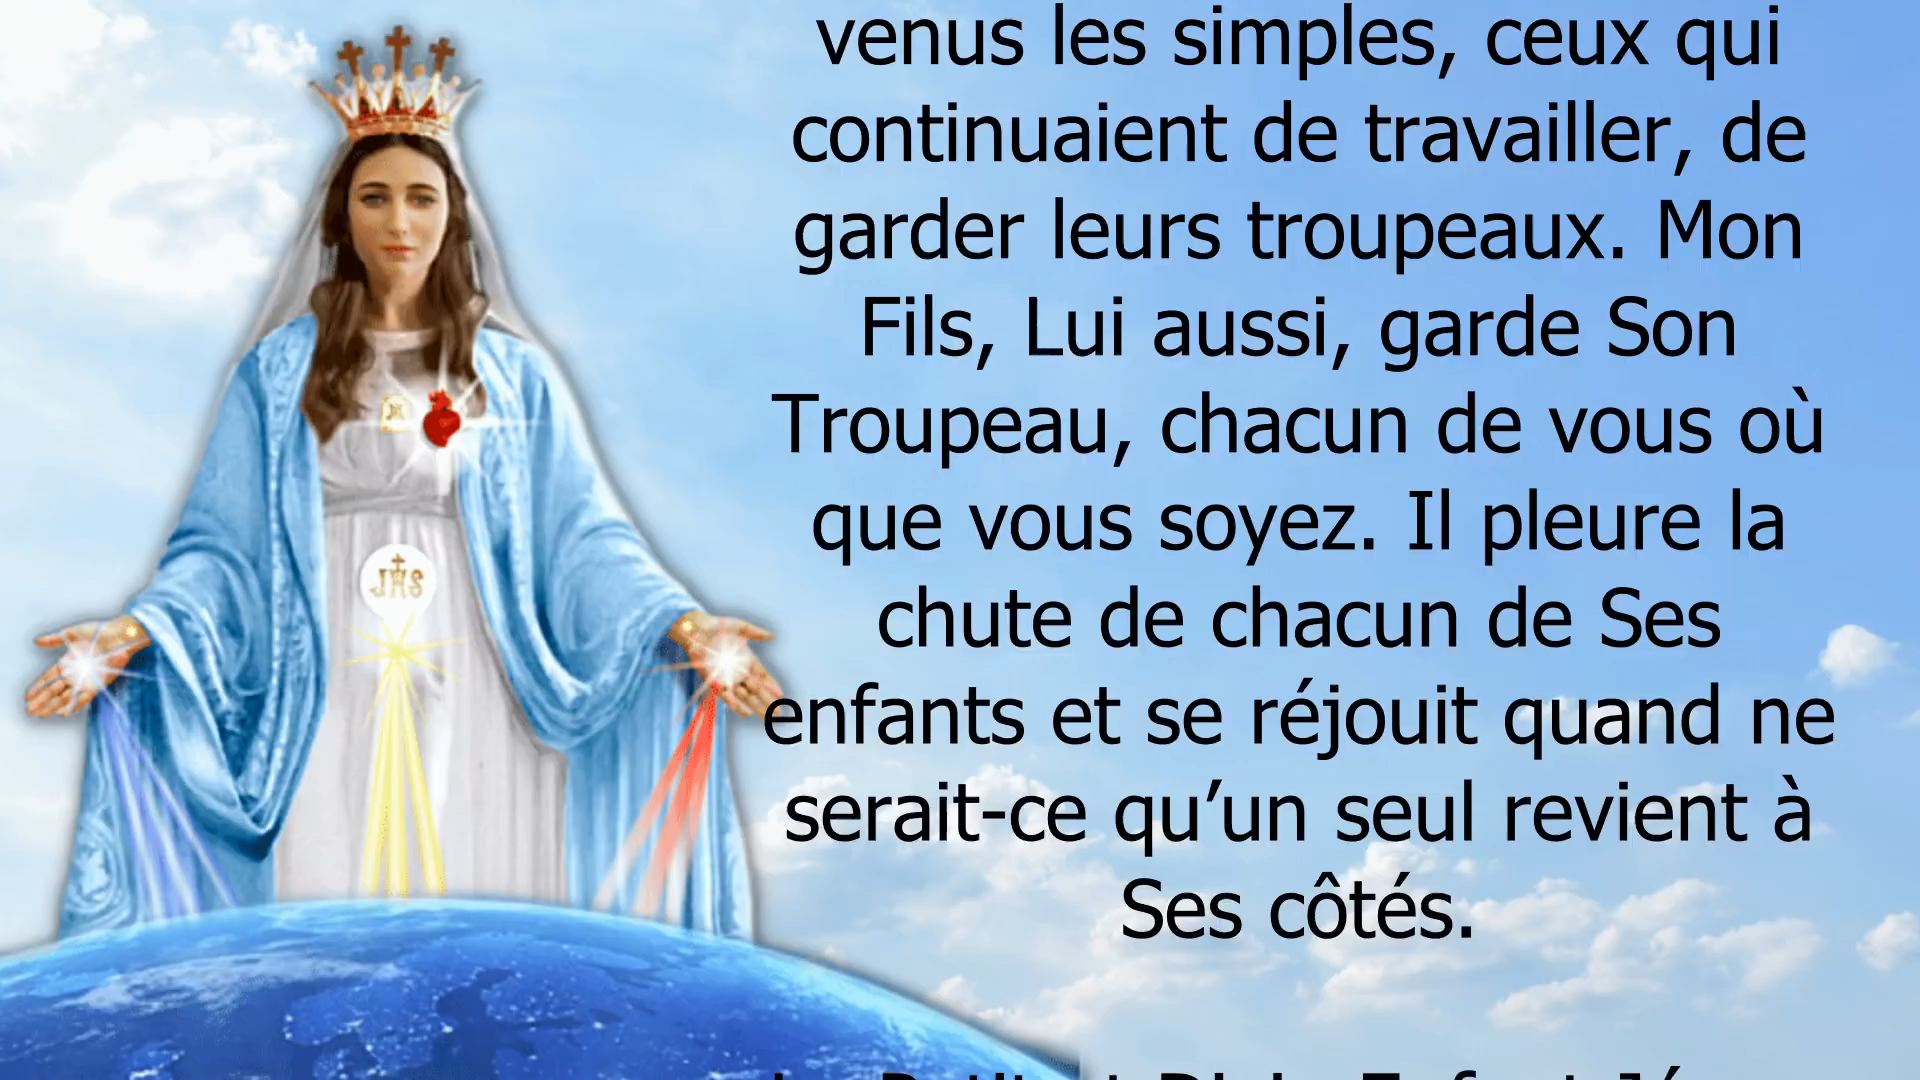 venus les simples, ceux qui
continuaient de travailler, de
garder leurs troupeaux. Mon
Fils, Lui aussi, garde Son
Troupeau, chacun de vous où
que vous soyez. Il pleure la
chute de chacun de Ses
enfants et se réjouit quand ne
serait-ce qu’un seul revient à
Ses côtés.
JHS